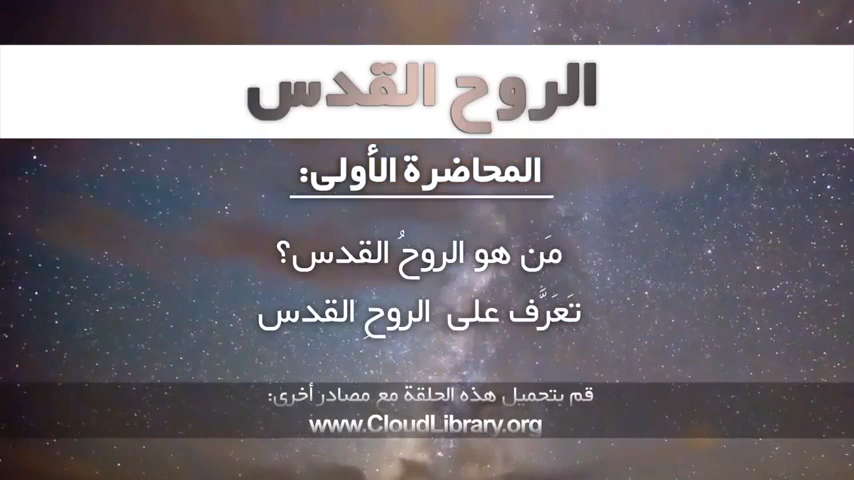 الروح القدس
المحاضرة الأولى:
مَن هو الروحُ القدس؟
تعَرَّف على الروحِ القدس
قم بتحميل هذه الحلقة مع مصادر أخرى:
www.CloudLibrary.org